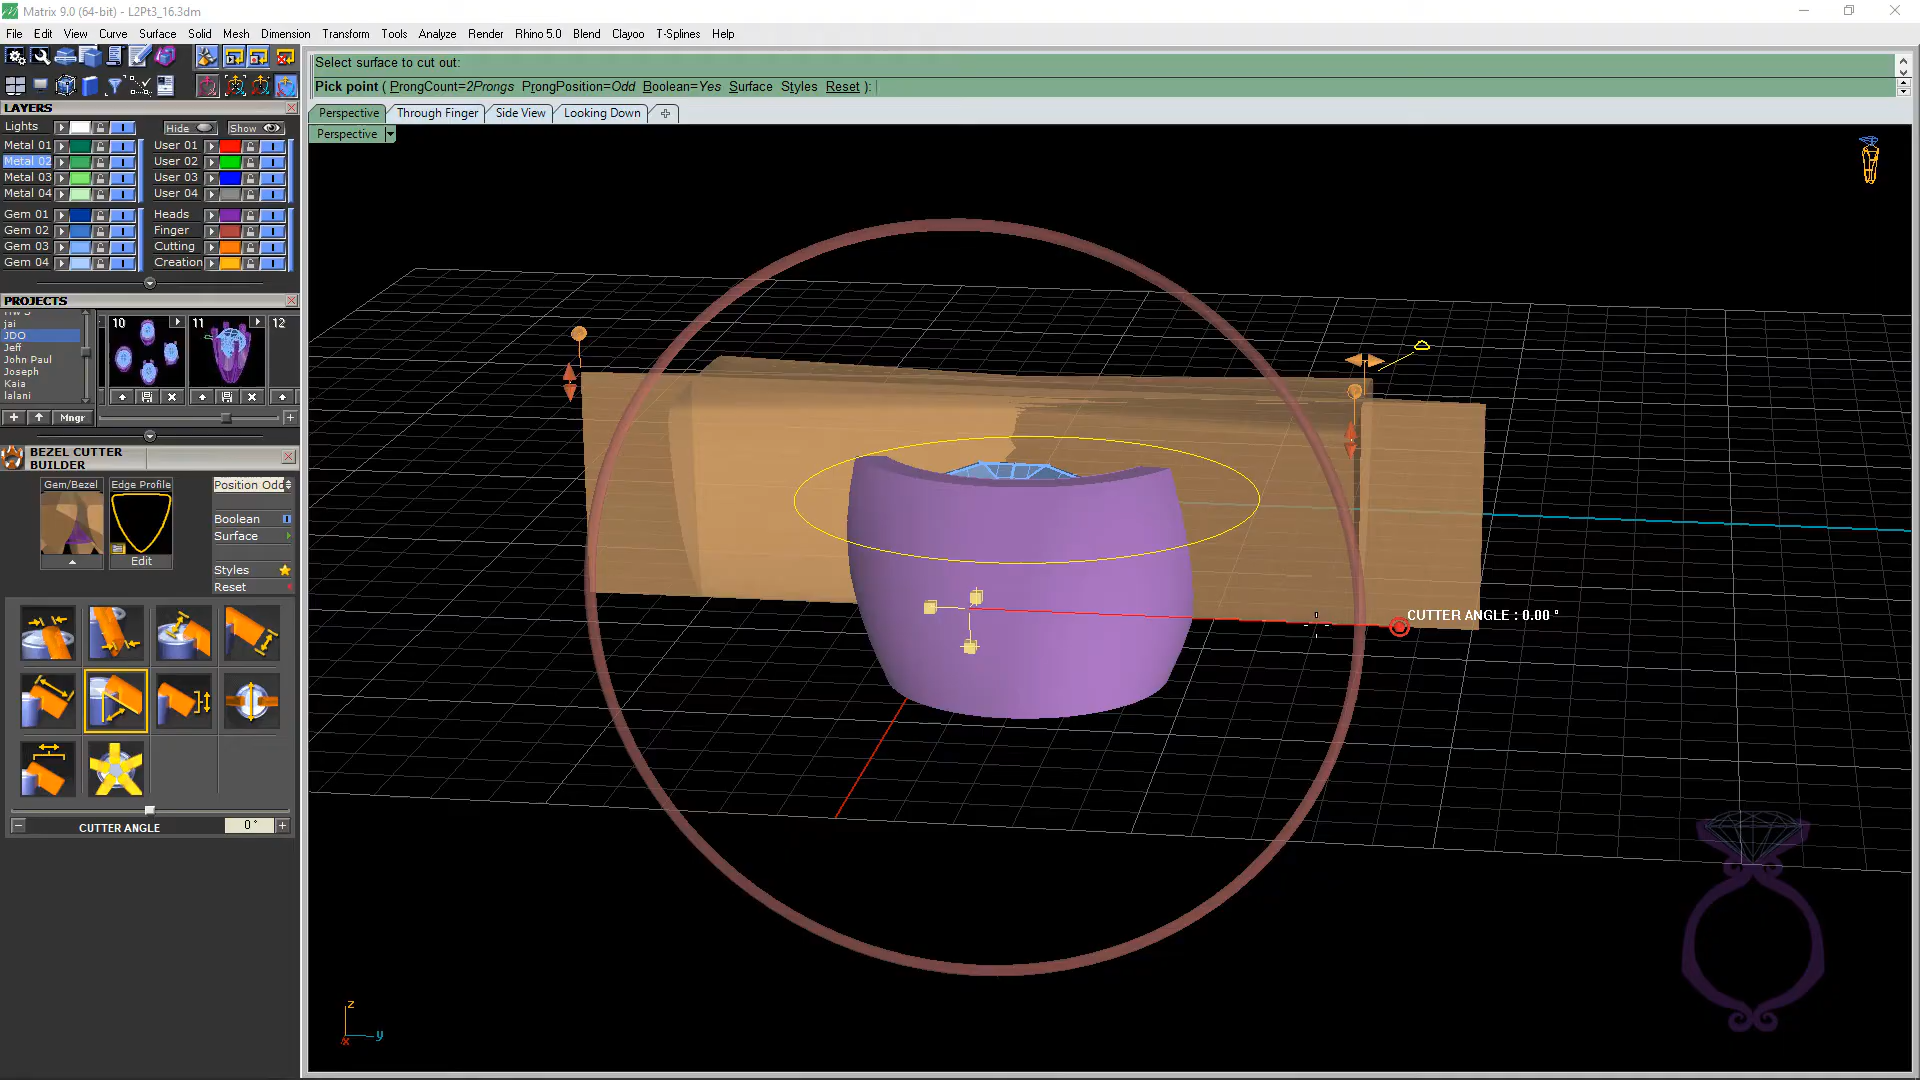 Matrix 9.0 (64-bit) - L2Pt3_16.3dm
File Edit View Curve Surface Solid Mesh Dimension Transform Tools Analyze Render Rhino 5.0 Blend Clayoo T-Splines Help
Select surface to cut out:
Pick point ( ProngCount=2Prongs ProngPosition=Odd Boolean=Yes Surface Styles Reset ):
Perspective Through Finger Side View Looking Down
Perspective
LAYERS
Lights Hide Show
Metal 01 User 01
Metal 02 User 02
Metal 03 User 03
Metal 04 User 04
Gem 01 Heads
Gem 02 Finger
Gem 03 Cutting
Gem 04 Creation
PROJECTS
jai
JDO
Jeff
John Paul
Joseph
Kaia
lalani
10 11 12
Mngr
BEZEL CUTTER
BUILDER
Gem/Bezel Edge Profile Position Odd
Boolean
Surface
Edit
Styles
Reset
CUTTER ANGLE 0 °
CUTTER ANGLE : 0.00 °
z
y
x